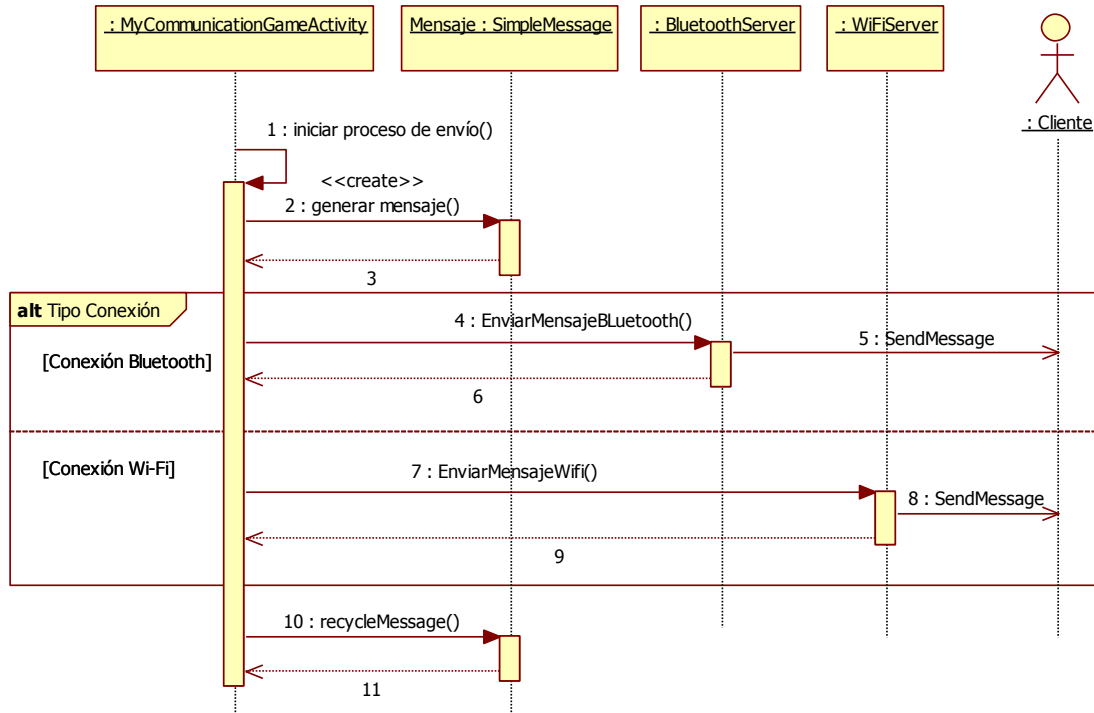 : MyCommunicationGameActivity
Mensaje : SimpleMessage
: BluetoothServer
: WiFiServer
: Cliente
1 : iniciar proceso de envío()
<<create>>
2 : generar mensaje()
3
alt Tipo Conexión
4 : EnviarMensajeBLuetooth()
5 : SendMessage
[Conexión Bluetooth]
6
[Conexión Wi-Fi]
7 : EnviarMensajeWifi()
8 : SendMessage
9
10 : recycleMessage()
11